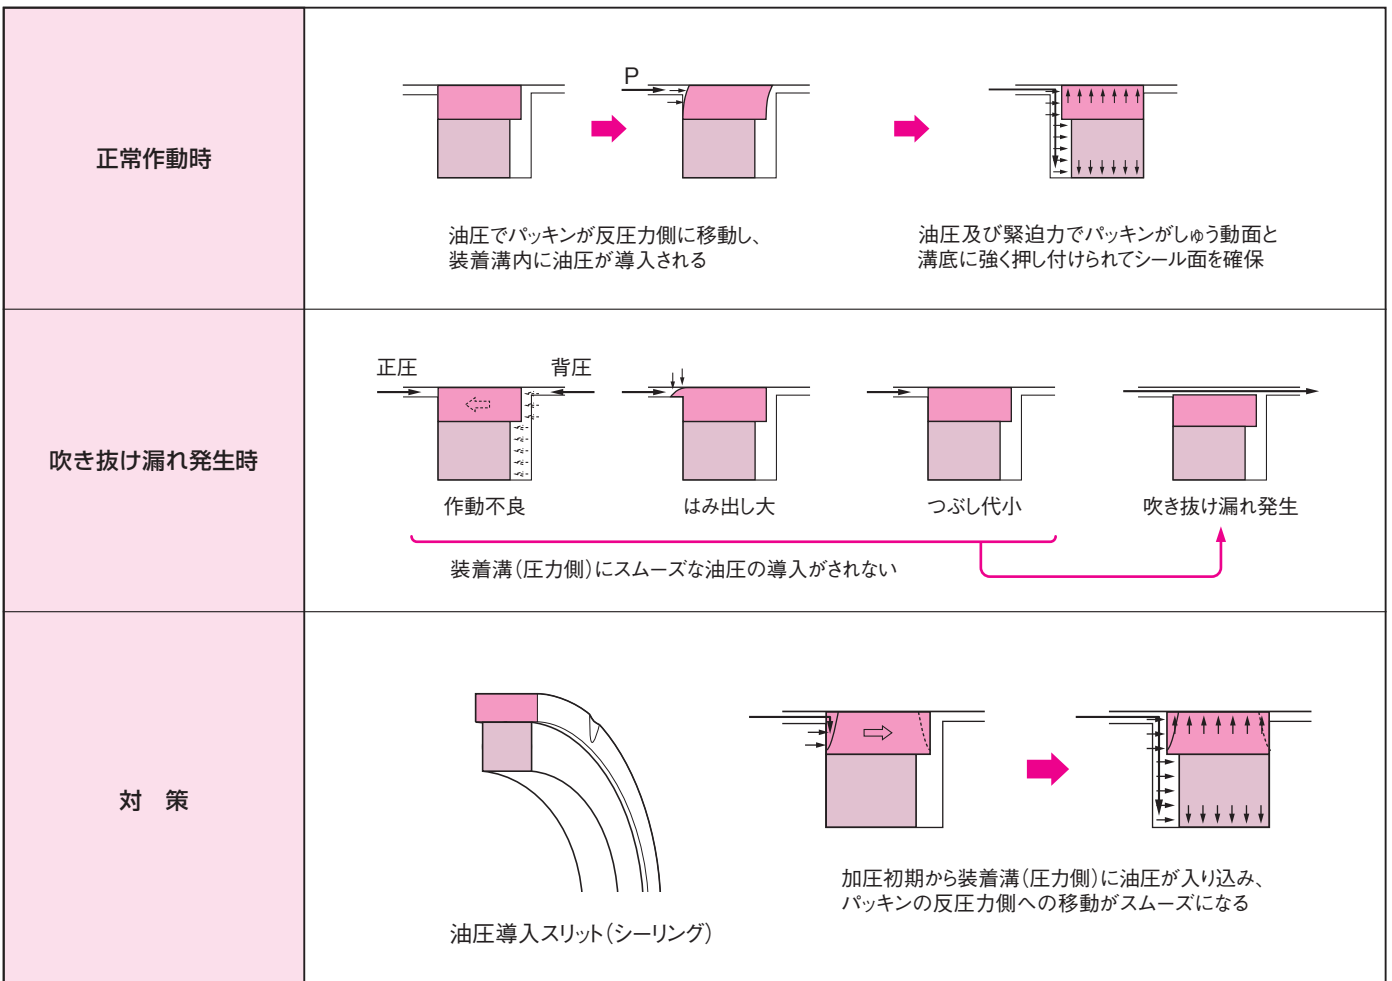 正常作動時
P
油圧でパッキンが反圧力側に移動し、
装着溝内に油圧が導入される
油圧及び緊迫力でパッキンがしゅう動面と
溝底に強く押し付けられてシール面を確保
吹き抜け漏れ発生時
正圧
背圧
作動不良
はみ出し大
つぶし代小
吹き抜け漏れ発生
装着溝（圧力側）にスムーズな油圧の導入がされない
対　策
油圧導入スリット（シーリング）
加圧初期から装着溝（圧力側）に油圧が入り込み、
パッキンの反圧力側への移動がスムーズになる